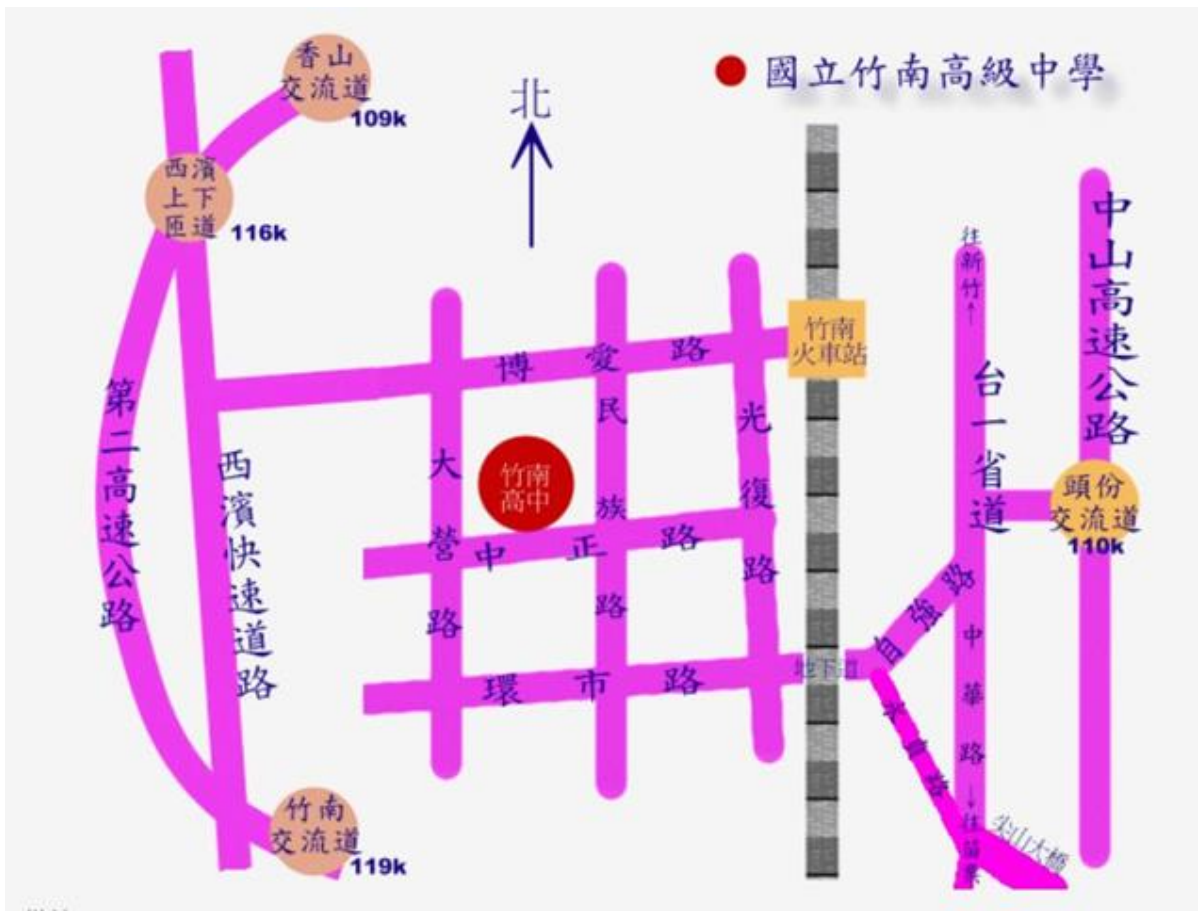 香山
交流道
109k
北
國立竹南高級中學
西濱
上下
匝道
116k
竹南
火車站
往新竹
中山高速公路
博愛路
台一省道
第二高速公路
西濱快速道路
大營路
竹南
高中
民族路
光復路
中正路
頭份
交流道
110k
自強路
環市路
地下道
中華路
尖山大橋
竹南
交流道
119k